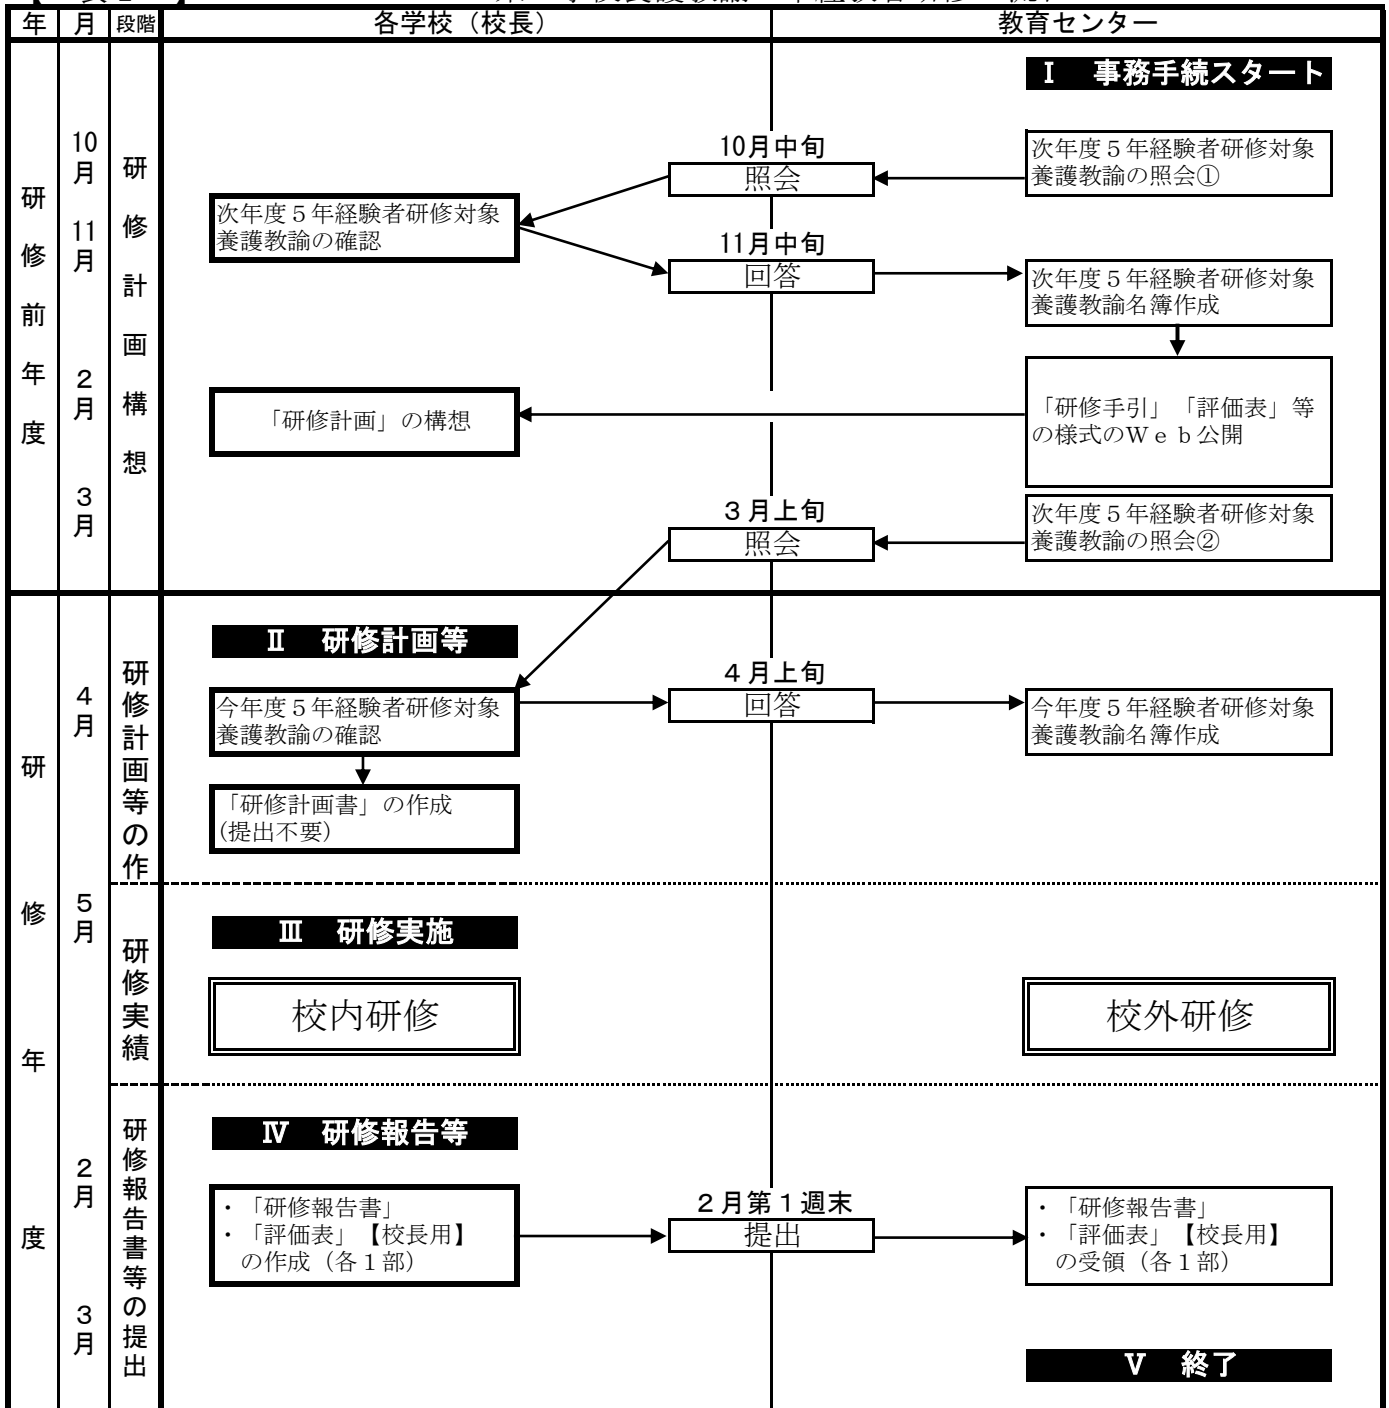 年 月 段階 各学校（校長） 教育センター
Ⅰ　事務手続スタート
10月中旬
照会
次年度５年経験者研修対象
養護教諭の照会①
次年度５年経験者研修対象
養護教諭の確認
11月中旬
回答
次年度５年経験者研修対象
養護教諭名簿作成
「研修計画」の構想
「研修手引」「評価表」等
の様式のＷｅｂ公開
３月上旬
照会
次年度５年経験者研修対象
養護教諭の照会②
研修前年度
10月
11月
２月
３月
研修計画構想
Ⅱ　研修計画等
４月上旬
回答
今年度５年経験者研修対象
養護教諭の確認
今年度５年経験者研修対象
養護教諭名簿作成
「研修計画書」の作成
(提出不要)
研修年度
４月
５月
研修計画等の作
Ⅲ　研修実施
校内研修
校外研修
研修実績
Ⅳ　研修報告等
・「研修報告書」
・「評価表」【校長用】
の作成（各１部）
２月第１週末
提出
・「研修報告書」
・「評価表」【校長用】
の受領（各１部）
２月
３月
研修報告書等の提出
Ⅴ　終了